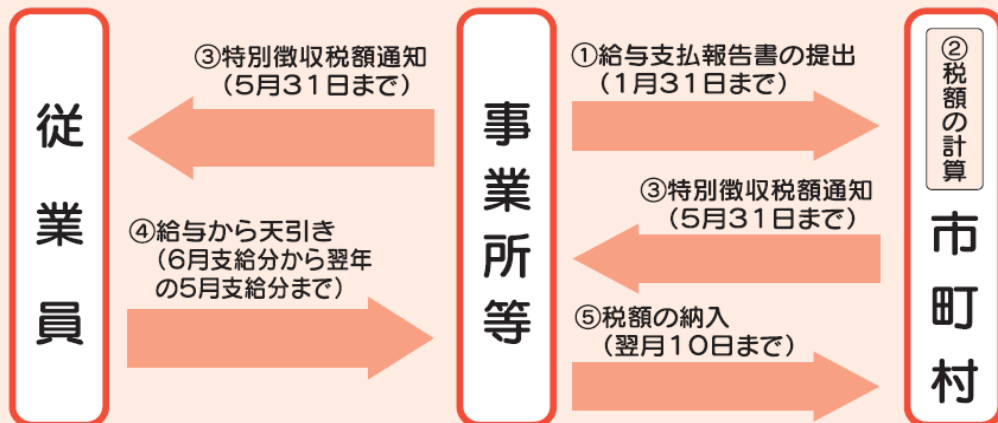 従業員
③特別徴収税額通知
（5月31日まで）
④給与から天引き
（6月支給分から翌年
の5月支給分まで）
事業所等
①給与支払報告書の提出
（1月31日まで）
③特別徴収税額通知
（5月31日まで）
⑤税額の納入
（翌月10日まで）
②税額の計算
市町村